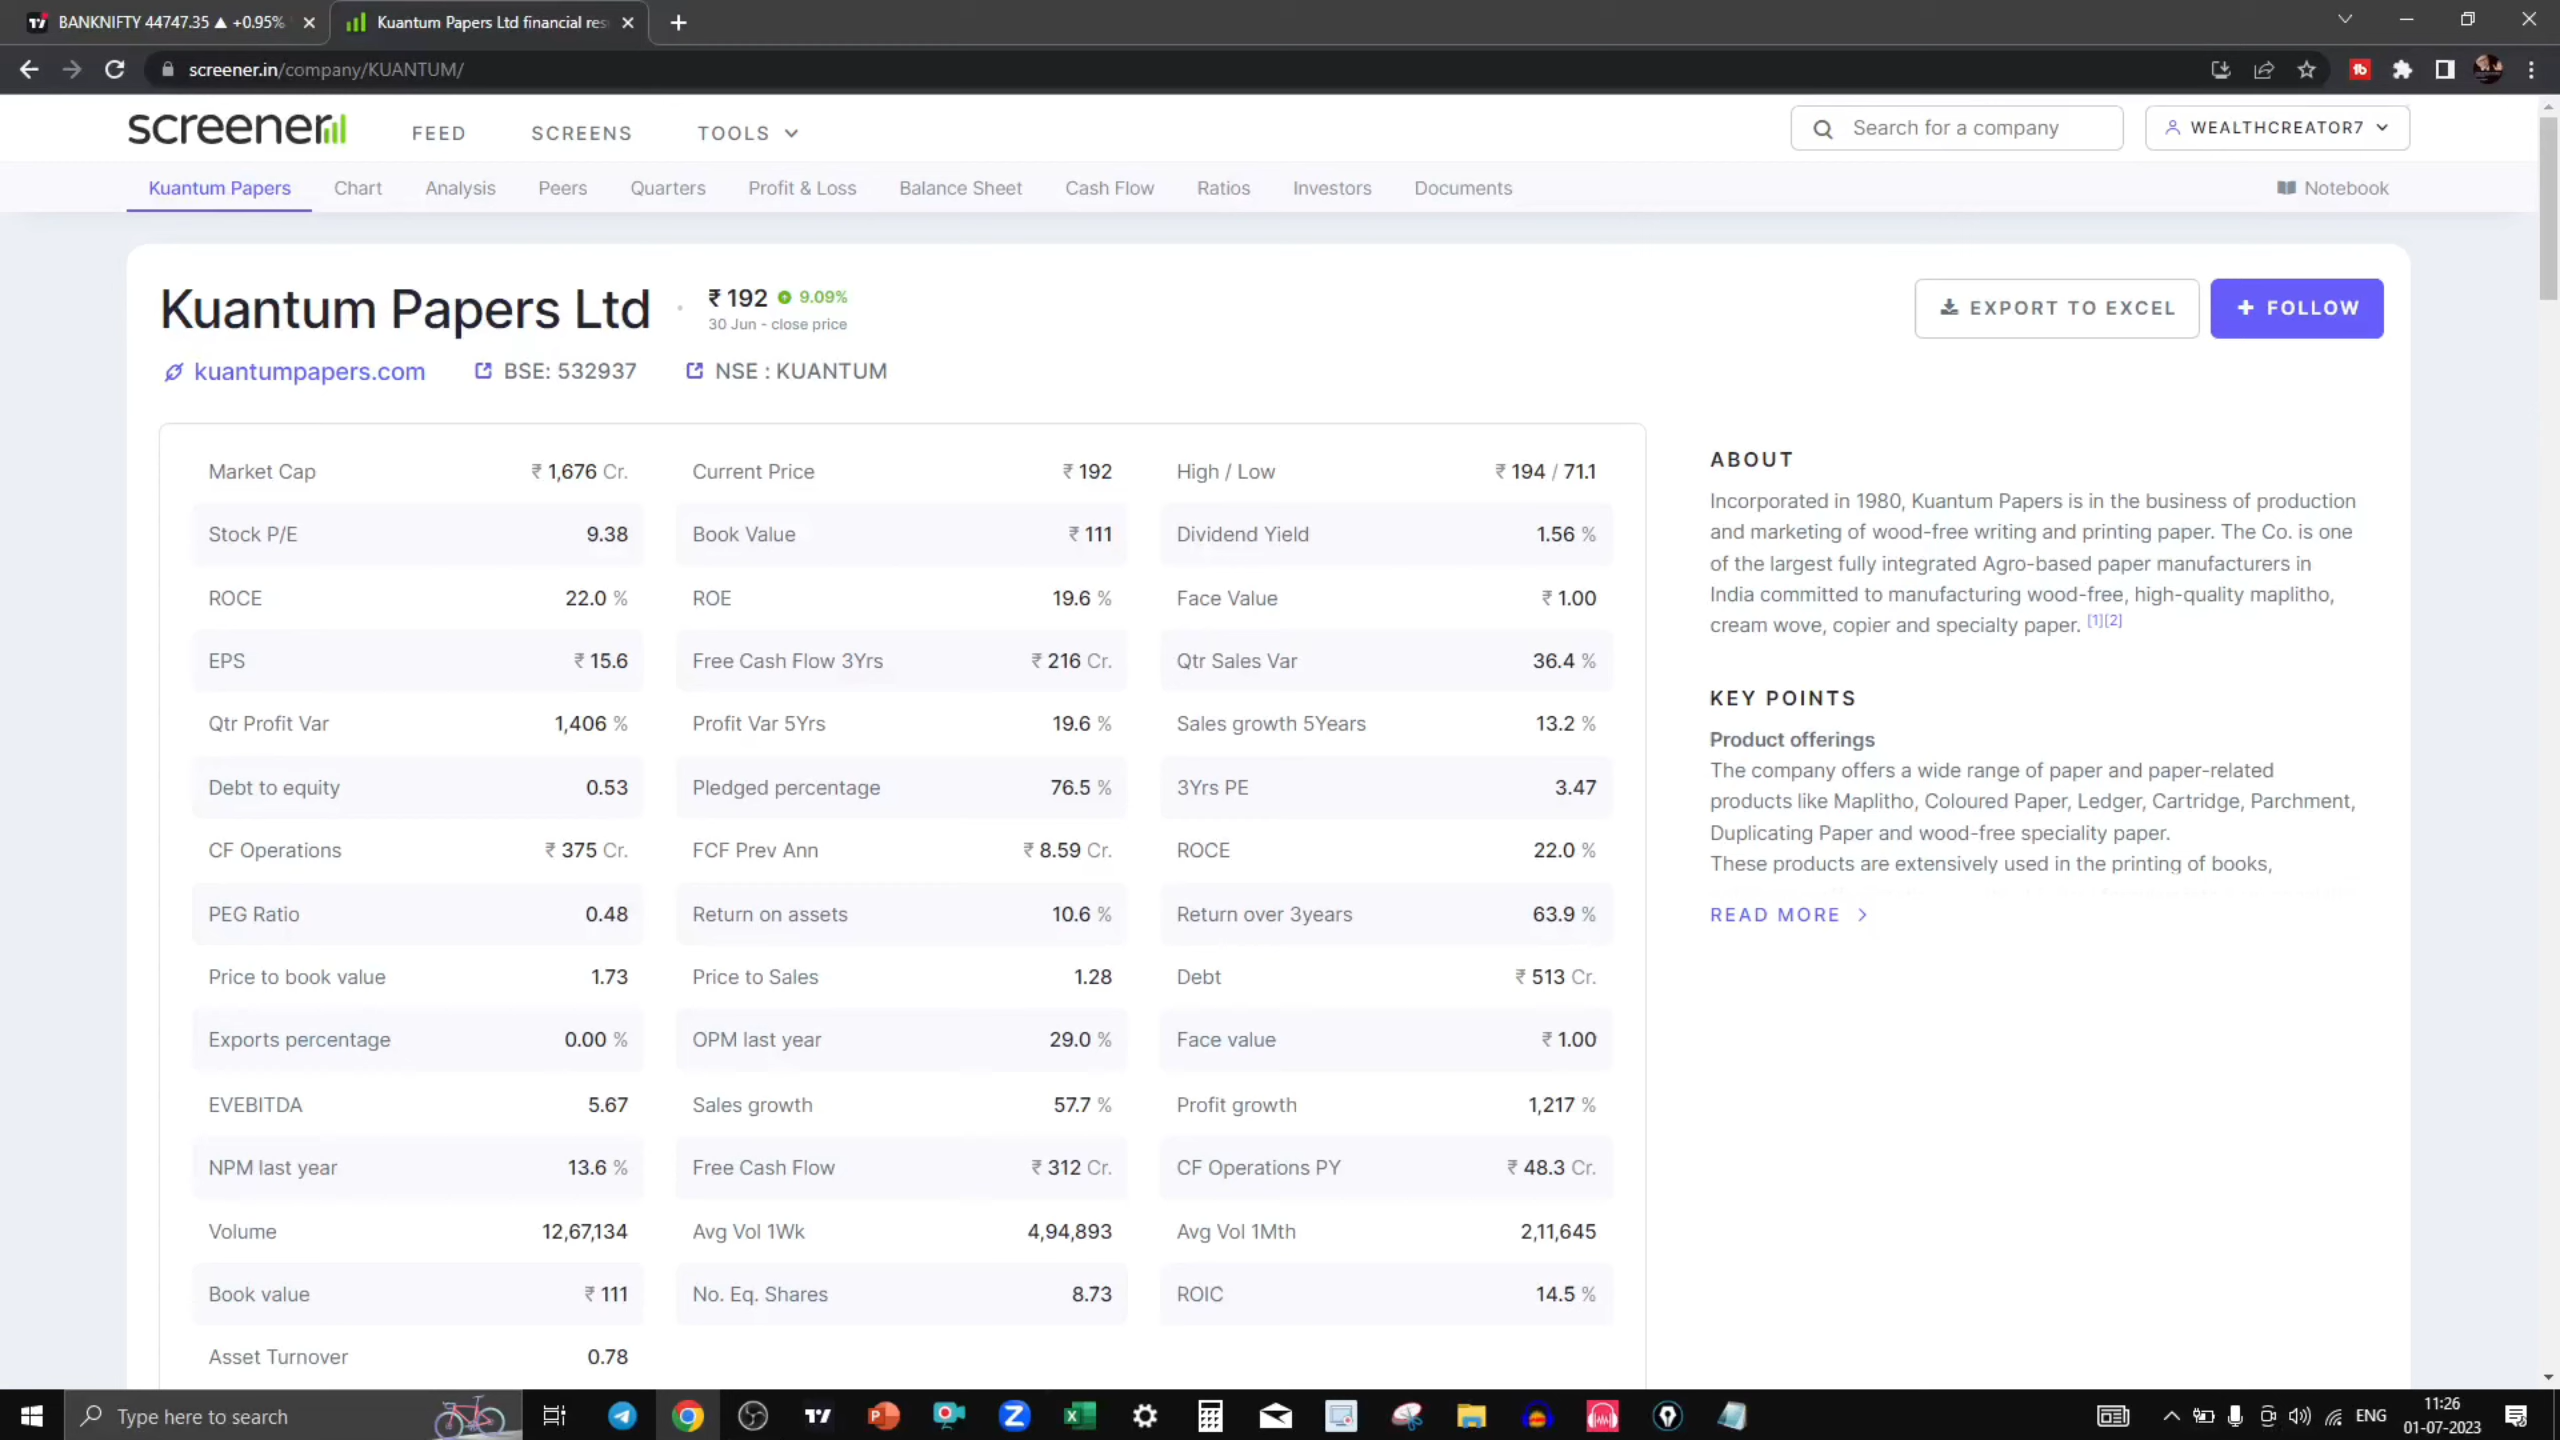 BANKNIFTY 44747.35 ▲ +0.95%
Kuantum Papers Ltd financial res
screener.in/company/KUANTUM/
screener
FEED
SCREENS
TOOLS
Search for a company
WEALTHCREATOR7
Kuantum Papers
Chart
Analysis
Peers
Quarters
Profit & Loss
Balance Sheet
Cash Flow
Ratios
Investors
Documents
Notebook
Kuantum Papers Ltd
₹ 192 9.09%
30 Jun - close price
EXPORT TO EXCEL
+ FOLLOW
kuantumpapers.com
BSE: 532937
NSE : KUANTUM
Market Cap ₹ 1,676 Cr.
Current Price ₹ 192
High / Low ₹ 194 / 71.1
Stock P/E 9.38
Book Value ₹ 111
Dividend Yield 1.56 %
ROCE 22.0 %
ROE 19.6 %
Face Value ₹ 1.00
EPS ₹ 15.6
Free Cash Flow 3Yrs ₹ 216 Cr.
Qtr Sales Var 36.4 %
Qtr Profit Var 1,406 %
Profit Var 5Yrs 19.6 %
Sales growth 5Years 13.2 %
Debt to equity 0.53
Pledged percentage 76.5 %
3Yrs PE 3.47
CF Operations ₹ 375 Cr.
FCF Prev Ann ₹ 8.59 Cr.
ROCE 22.0 %
PEG Ratio 0.48
Return on assets 10.6 %
Return over 3years 63.9 %
Price to book value 1.73
Price to Sales 1.28
Debt ₹ 513 Cr.
Exports percentage 0.00 %
OPM last year 29.0 %
Face value ₹ 1.00
EVEBITDA 5.67
Sales growth 57.7 %
Profit growth 1,217 %
NPM last year 13.6 %
Free Cash Flow ₹ 312 Cr.
CF Operations PY ₹ 48.3 Cr.
Volume 12,67,134
Avg Vol 1Wk 4,94,893
Avg Vol 1Mth 2,11,645
Book value ₹ 111
No. Eq. Shares 8.73
ROIC 14.5 %
Asset Turnover 0.78
ABOUT
Incorporated in 1980, Kuantum Papers is in the business of production
and marketing of wood-free writing and printing paper. The Co. is one
of the largest fully integrated Agro-based paper manufacturers in
India committed to manufacturing wood-free, high-quality maplitho,
cream wove, copier and specialty paper. [1][2]
KEY POINTS
Product offerings
The company offers a wide range of paper and paper-related
products like Maplitho, Coloured Paper, Ledger, Cartridge, Parchment,
Duplicating Paper and wood-free speciality paper.
These products are extensively used in the printing of books,
READ MORE
Type here to search
ENG
11:26
01-07-2023